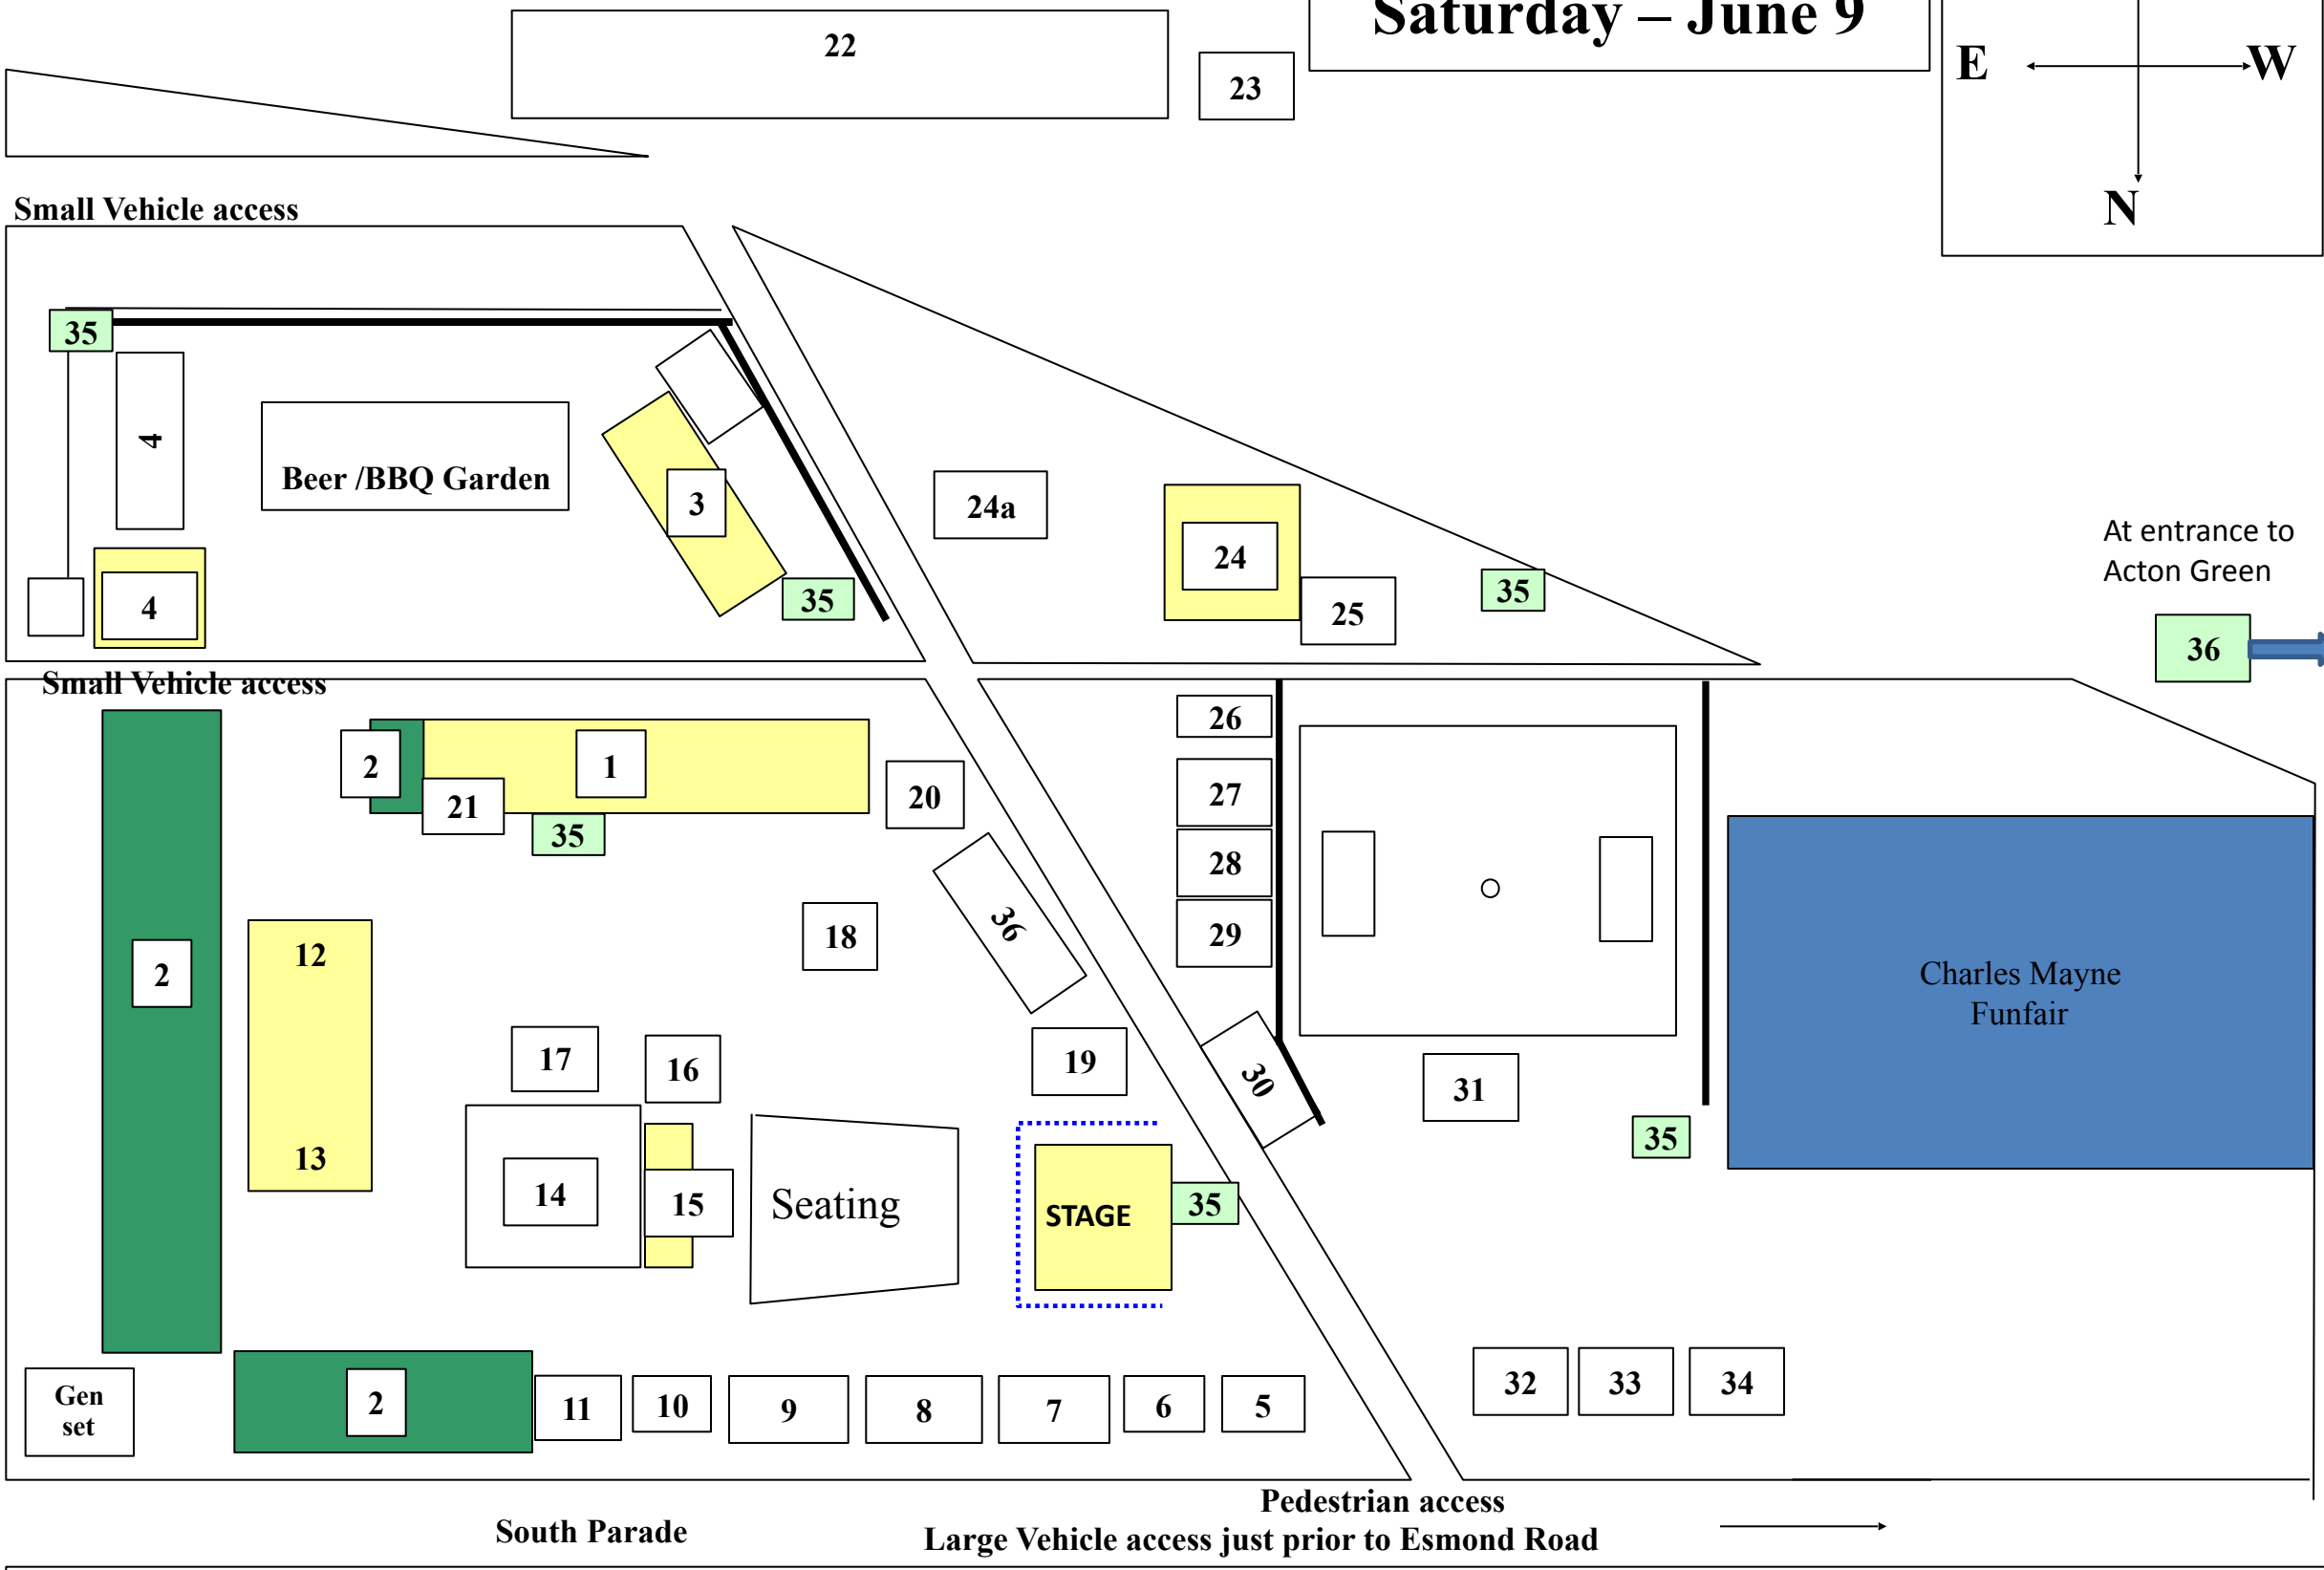 Saturday – June 9
22
23
E
W
N
Small Vehicle access
35
4
Beer /BBQ Garden
3
4
35
24a
24
25
35
At entrance to
Acton Green
36
Small Vehicle access
2
1
21
35
20
26
27
28
29
18
36
2
12
13
17
16
19
30
31
35
14
15
Seating
STAGE
35
Charles Mayne
Funfair
Gen
set
2
11
10
9
8
7
6
5
32
33
34
Pedestrian access
South Parade
Large Vehicle access just prior to Esmond Road